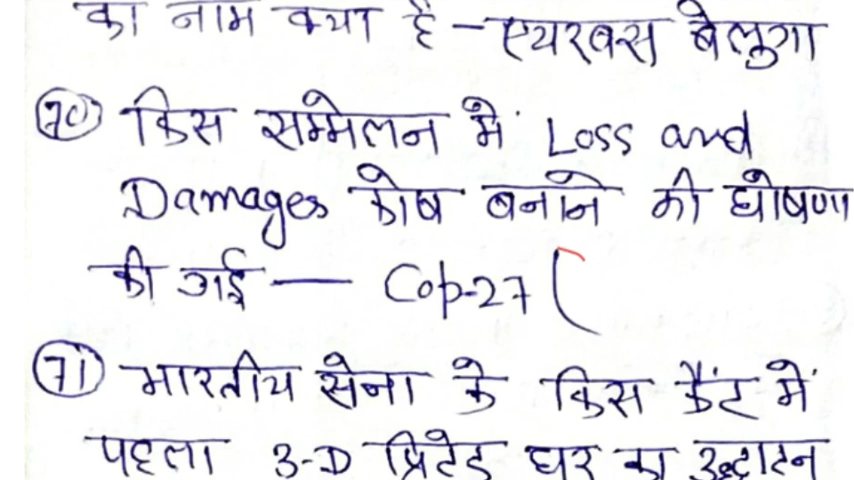 का नाम क्या है - एयरबस बेलुगा
70 किस सम्मेलन में Loss and
Damages कोष बनाने की घोषणा
की गई — Cop-27 (
71 भारतीय सेना के किस कैंट में
पहला 3-D प्रिंटेड घर का उद्घाटन